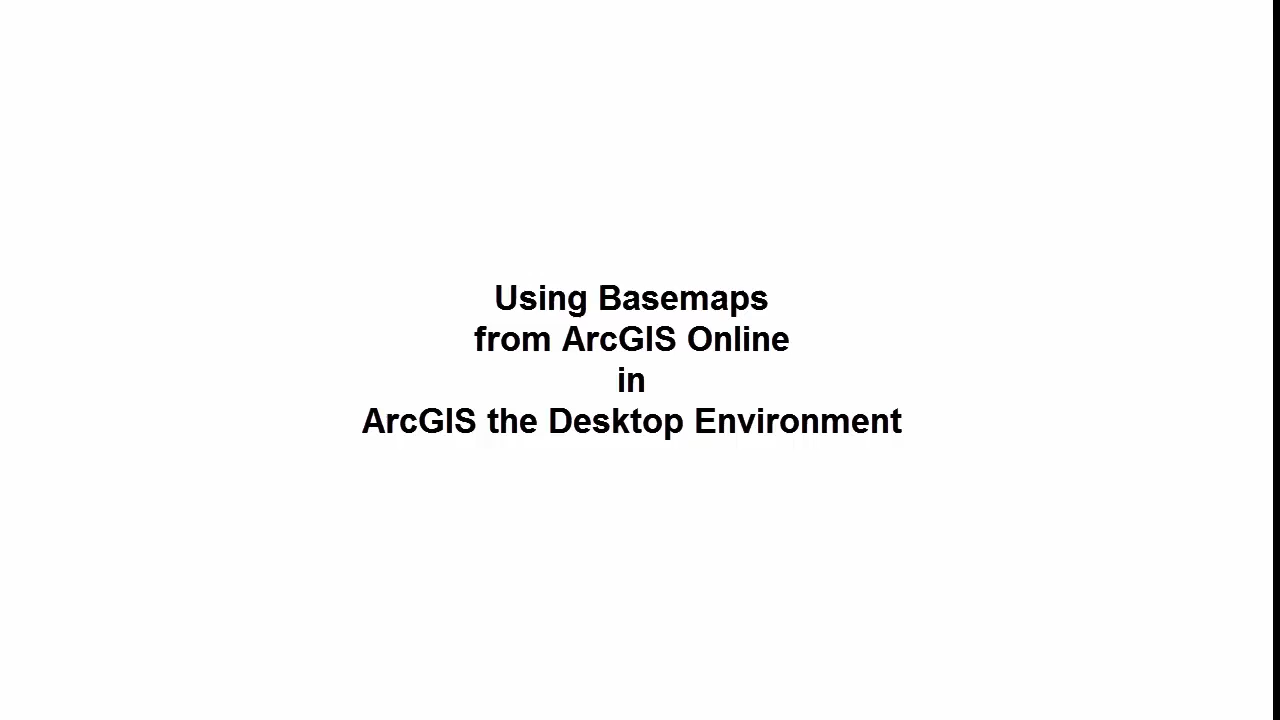 Using Basemaps
from ArcGIS Online
in
ArcGIS the Desktop Environment